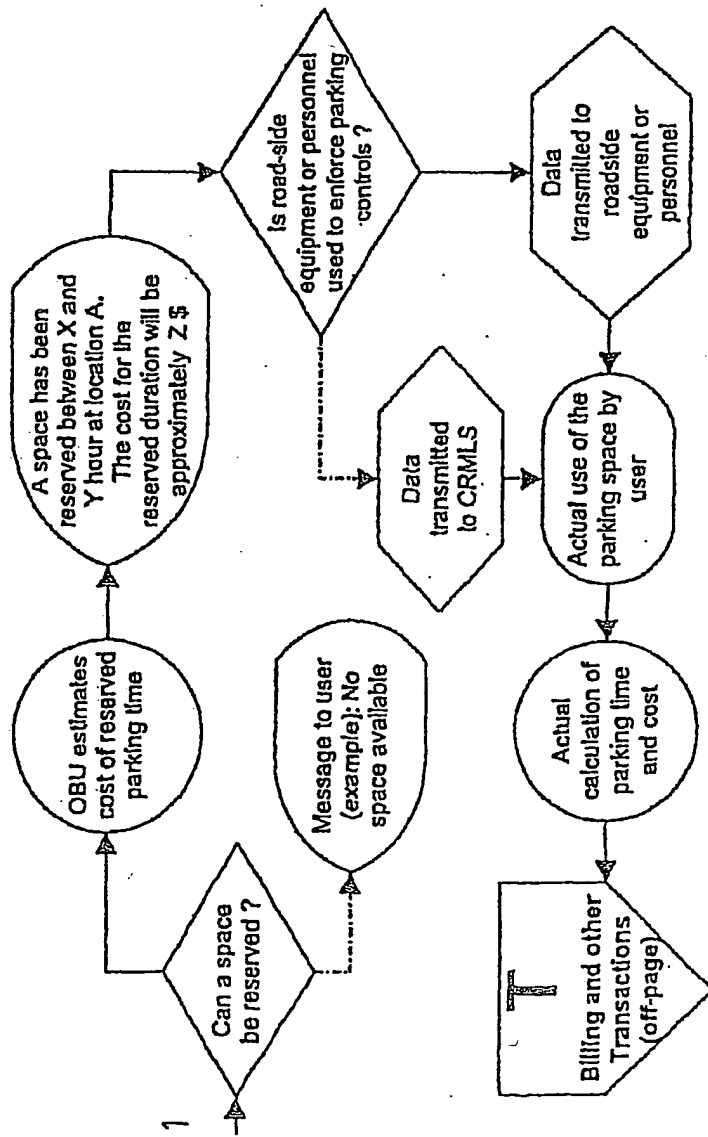 1
Can a space
be reserved ?
OBU estimates
cost of reserved
parking time
A space has been
reserved between X and
Y hour at location A.
The cost for the
reserved duration will be
approximately Z $
Message to user
(example): No
space available
Is road-side
equipment or personnel
used to enforce parking
controls ?
Data
transmitted
to CRMLS
Data
transmitted to
roadside
equipment or
personnel
Actual use of the
parking space by
user
Actual
calculation of
parking time
and cost
T
Billing and other
Transactions
(off-page)